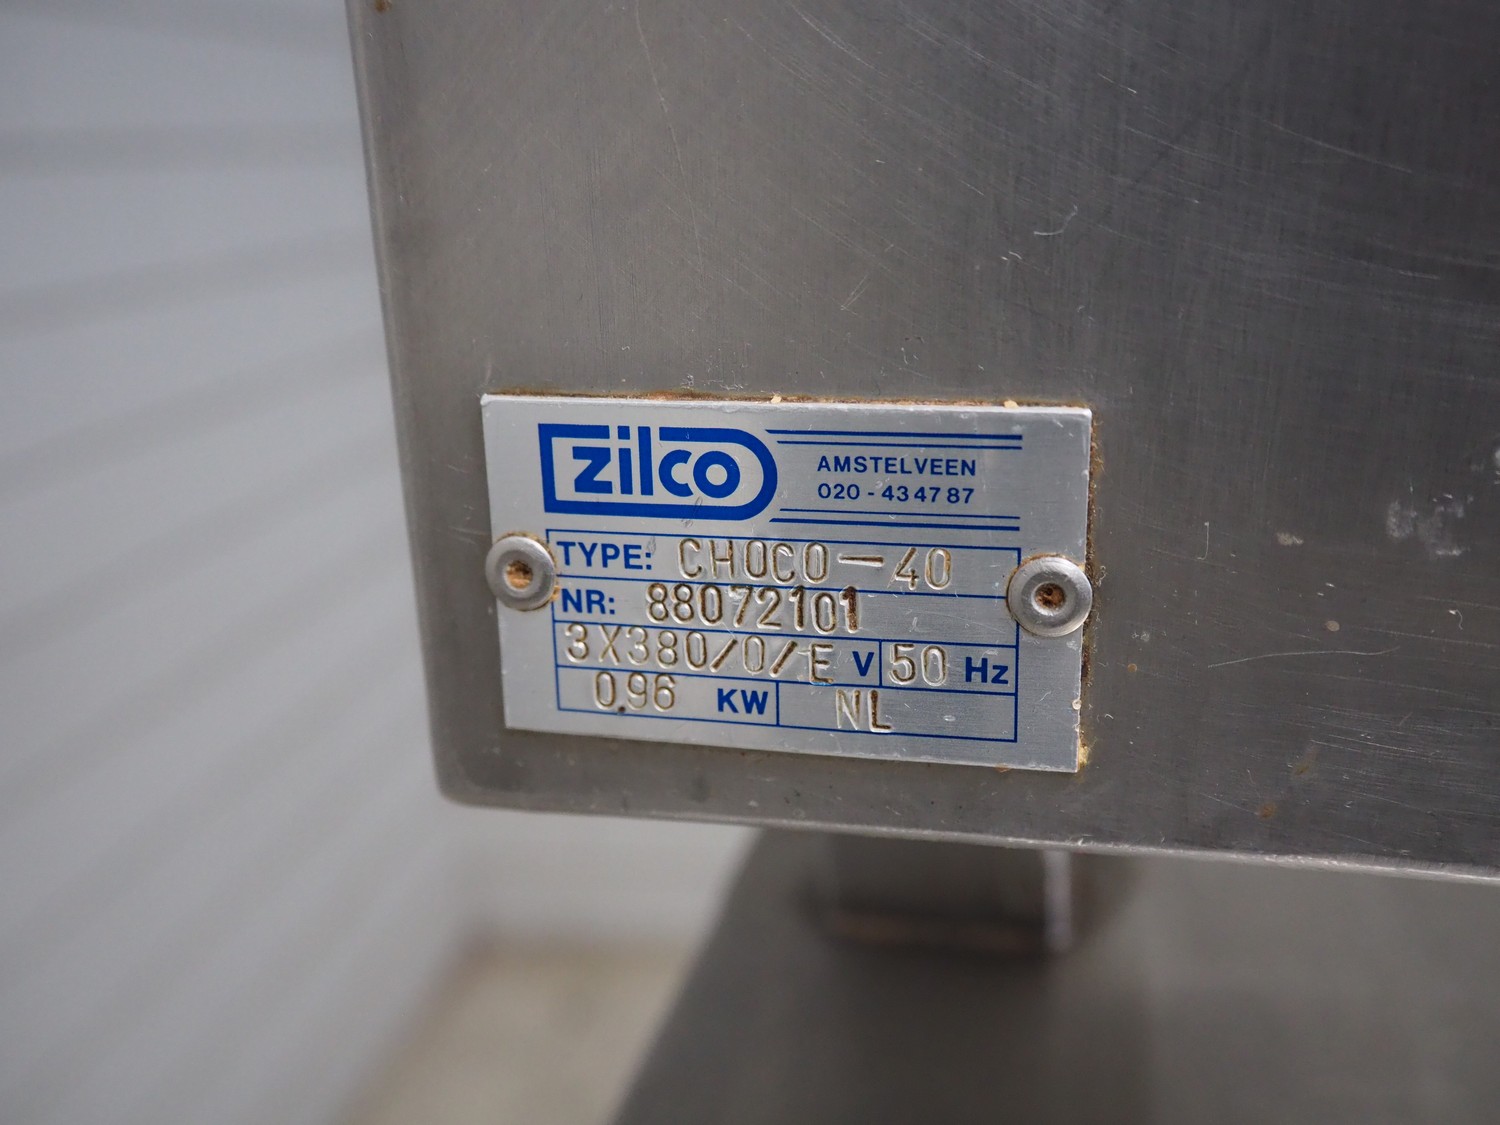 zilco
AMSTELVEEN
020 - 43 47 87
TYPE: CHOCO-40
NR: 88072101
3X380/0/E V 50 Hz
0.96 KW NL